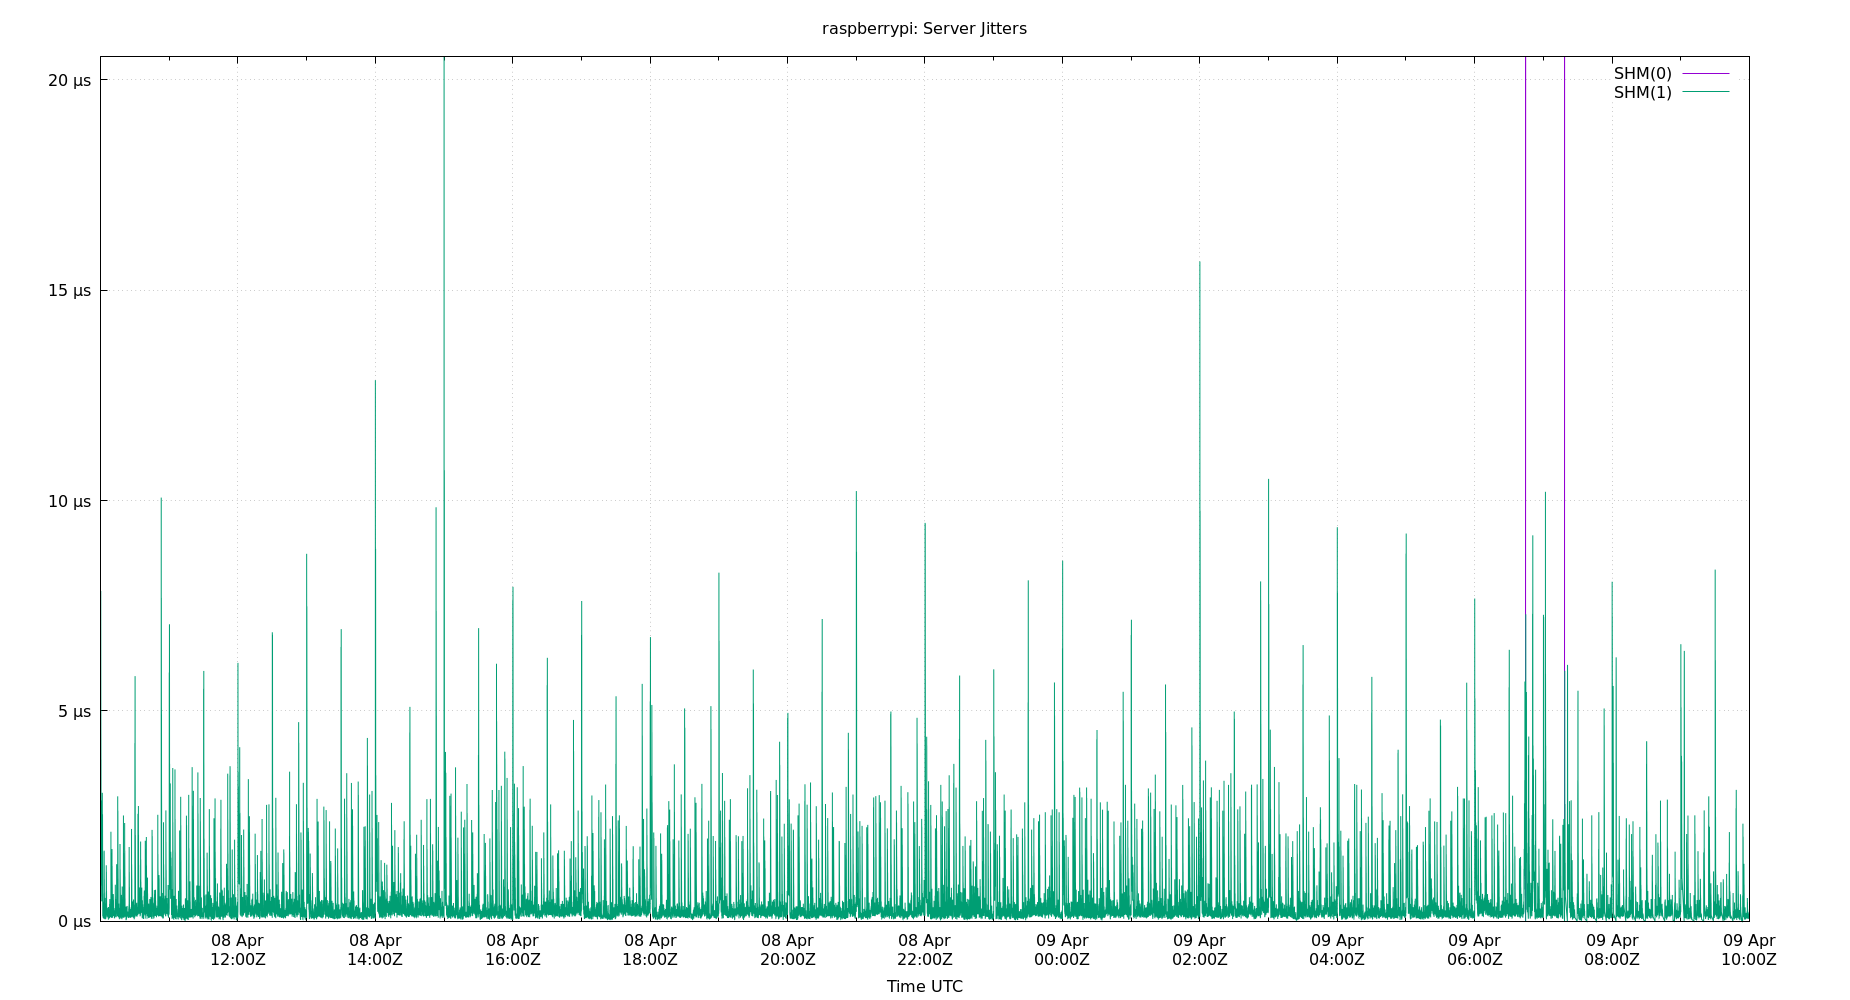 raspberrypi: Server Jitters
SHM(0)
SHM(1)
20 µs
15 µs
10 µs
5 µs
0 µs
08 Apr 08 Apr 08 Apr 08 Apr 08 Apr 08 Apr 09 Apr 09 Apr 09 Apr 09 Apr 09 Apr 09 Apr
12:00Z 14:00Z 16:00Z 18:00Z 20:00Z 22:00Z 00:00Z 02:00Z 04:00Z 06:00Z 08:00Z 10:00Z
Time UTC